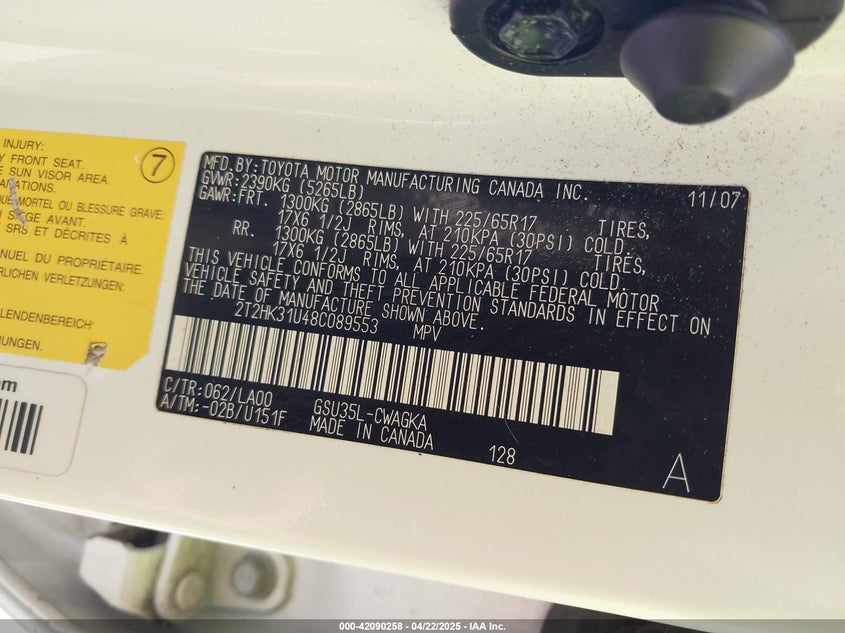 INJURY:
FRONT SEAT.
SUN VISOR AREA.
MORTEL OU BLESSURE GRAVE:
SIÈGE AVANT.
SRS ET DÉCRITES À
DU PROPRIÉTAIRE.
VERLETZUNGEN:
7
MFD.BY:TOYOTA MOTOR MANUFACTURING CANADA INC. 11/07
GVWR:2390KG (5265LB)
GAWR:FRT. 1300KG (2865LB) WITH 225/65R17 TIRES,
17X6 1/2J RIMS, AT 210KPA (30PSI) COLD.
RR. 1300KG (2865LB) WITH 225/65R17 TIRES,
17X6 1/2J RIMS, AT 210KPA (30PSI) COLD.
THIS VEHICLE CONFORMS TO ALL APPLICABLE FEDERAL MOTOR
VEHICLE SAFETY AND THEFT PREVENTION STANDARDS IN EFFECT ON
THE DATE OF MANUFACTURE SHOWN ABOVE.
2T2HK31U48C089553 MPV
C/TR:062/LA00 GSU35L-CWAGKA
A/TM:-02B/U151F MADE IN CANADA
128
A
000-42090258 - 04/22/2025 - IAA Inc.